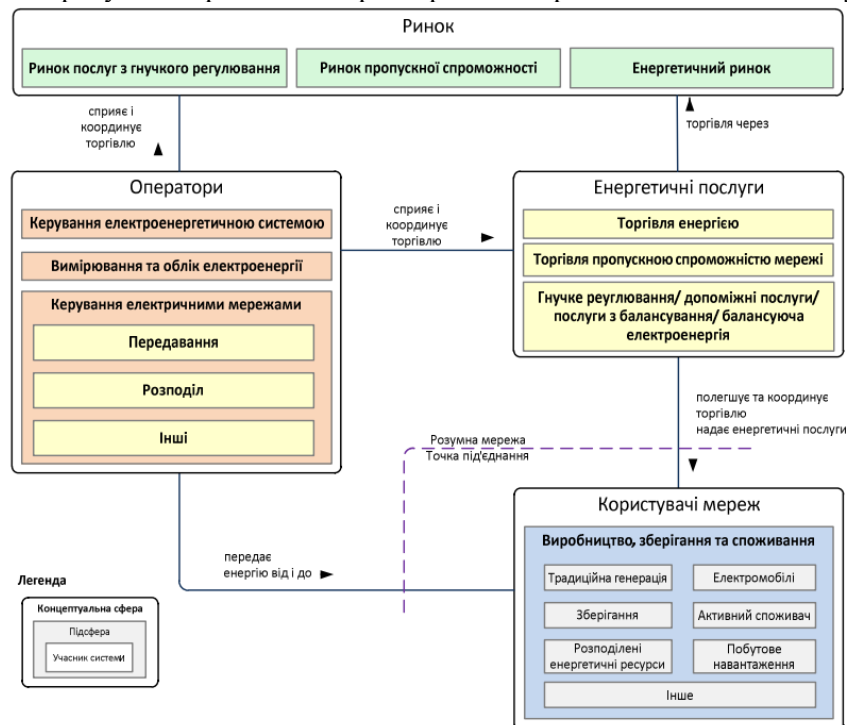 Ринок
Ринок послуг з гнучкого регулювання
Ринок пропускної спроможності
Енергетичний ринок
сприяє і
координує
торгівлю
торгівля через
Оператори
Керування електроенергетичною системою
Вимірювання та облік електроенергії
Керування електричними мережами
Передавання
Розподіл
Інші
сприяє і
координує
торгівлю
Енергетичні послуги
Торгівля енергією
Торгівля пропускною спроможністю мережі
Гнучке реуглювання/ допоміжні послуги/
послуги з балансування/ балансуюча
електроенергія
полегшує та координує
торгівлю
надає енергетичні послуги
Розумна мережа
Точка під'єднання
передає
енергію від і до
Користувачі мереж
Виробництво, зберігання та споживання
Традиційна генерація
Електромобілі
Зберігання
Активний споживач
Розподілені
енергетичні ресурси
Побутове
навантаження
Інше
Легенда
Концептуальна сфера
Підсфера
Учасник системи